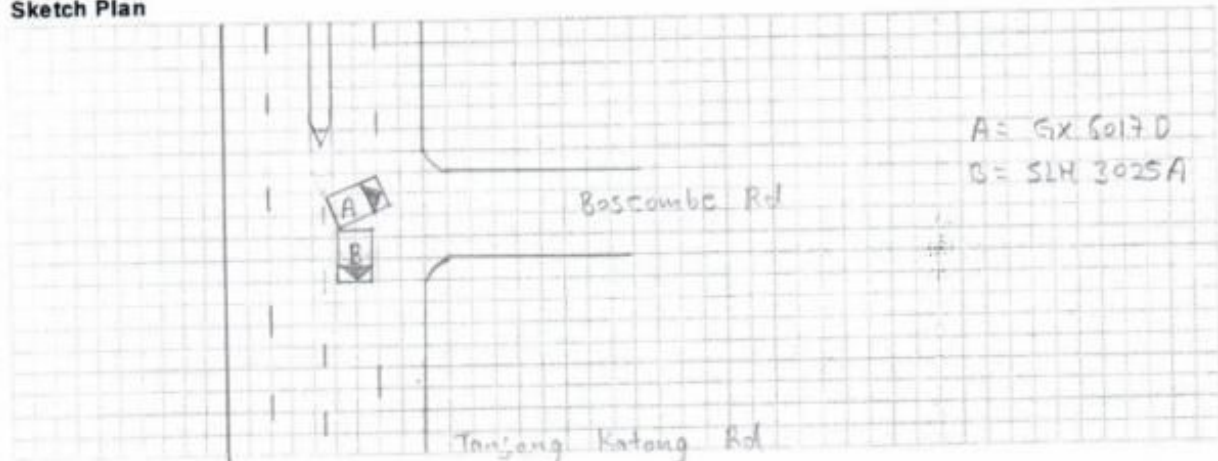 Sketch Plan
A = GX 6017 D
B = SLH 3025A
Boscombe Rd
A
B
Tanjong Katong Rd